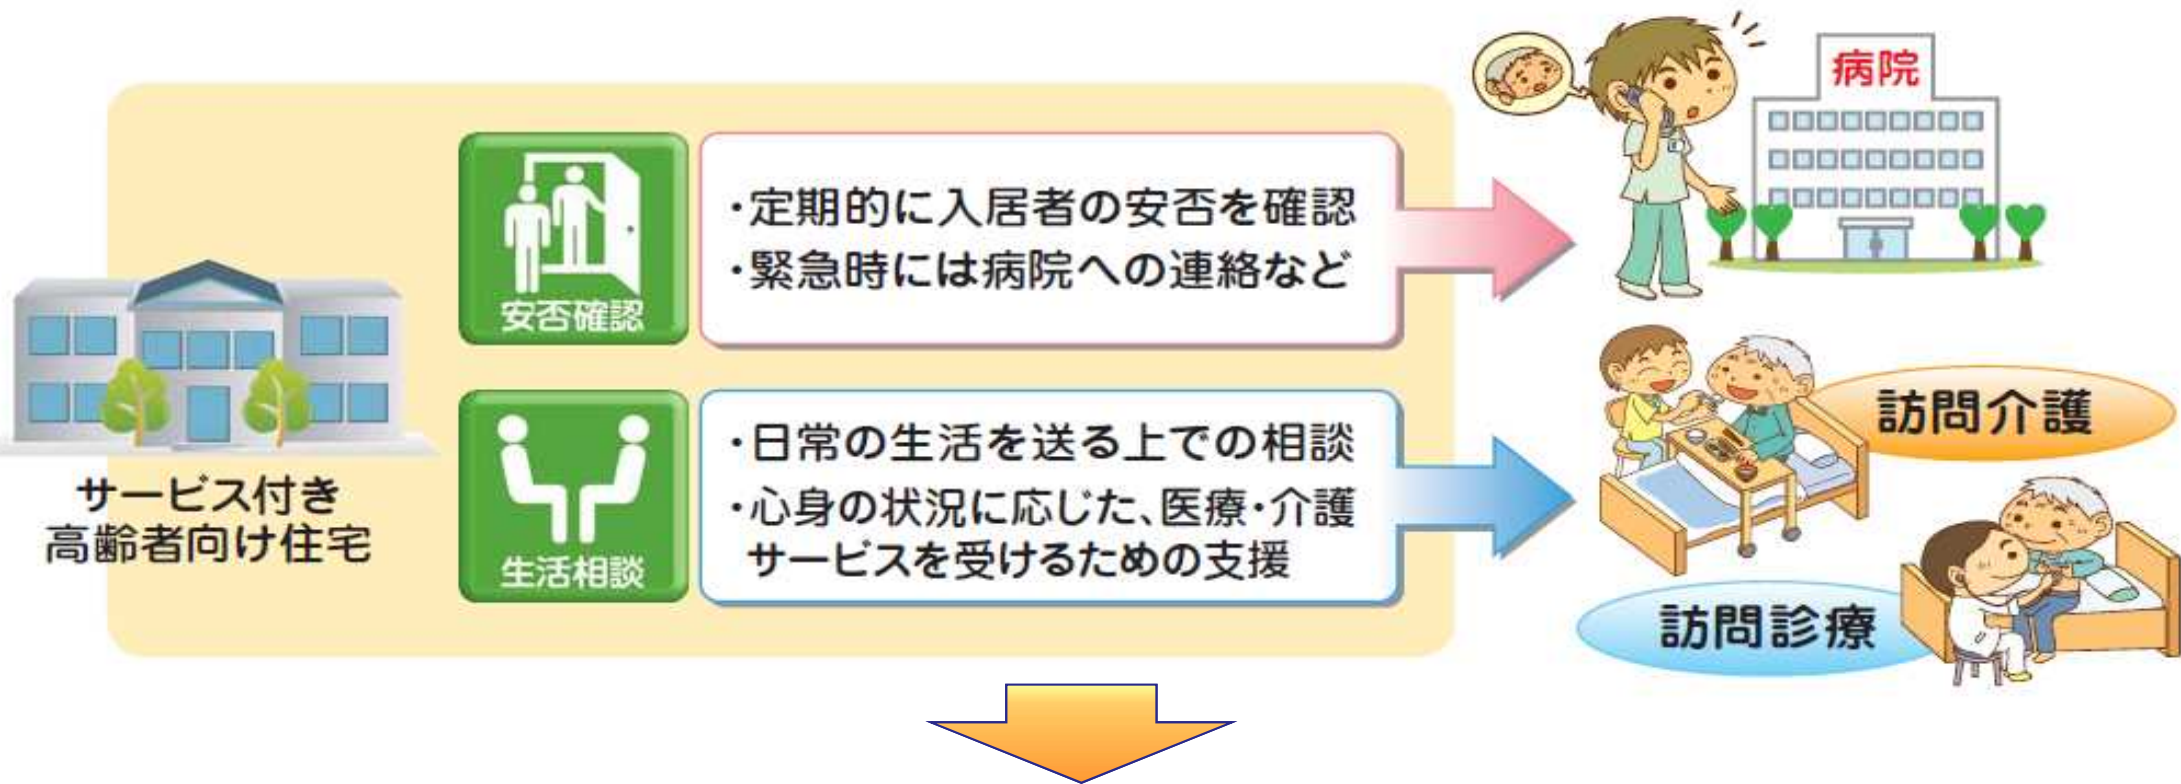 病院
・定期的に入居者の安否を確認
・緊急時には病院への連絡など
安否確認
サービス付き
高齢者向け住宅
・日常の生活を送る上での相談
・心身の状況に応じた、医療・介護
サービスを受けるための支援
生活相談
訪問介護
訪問診療